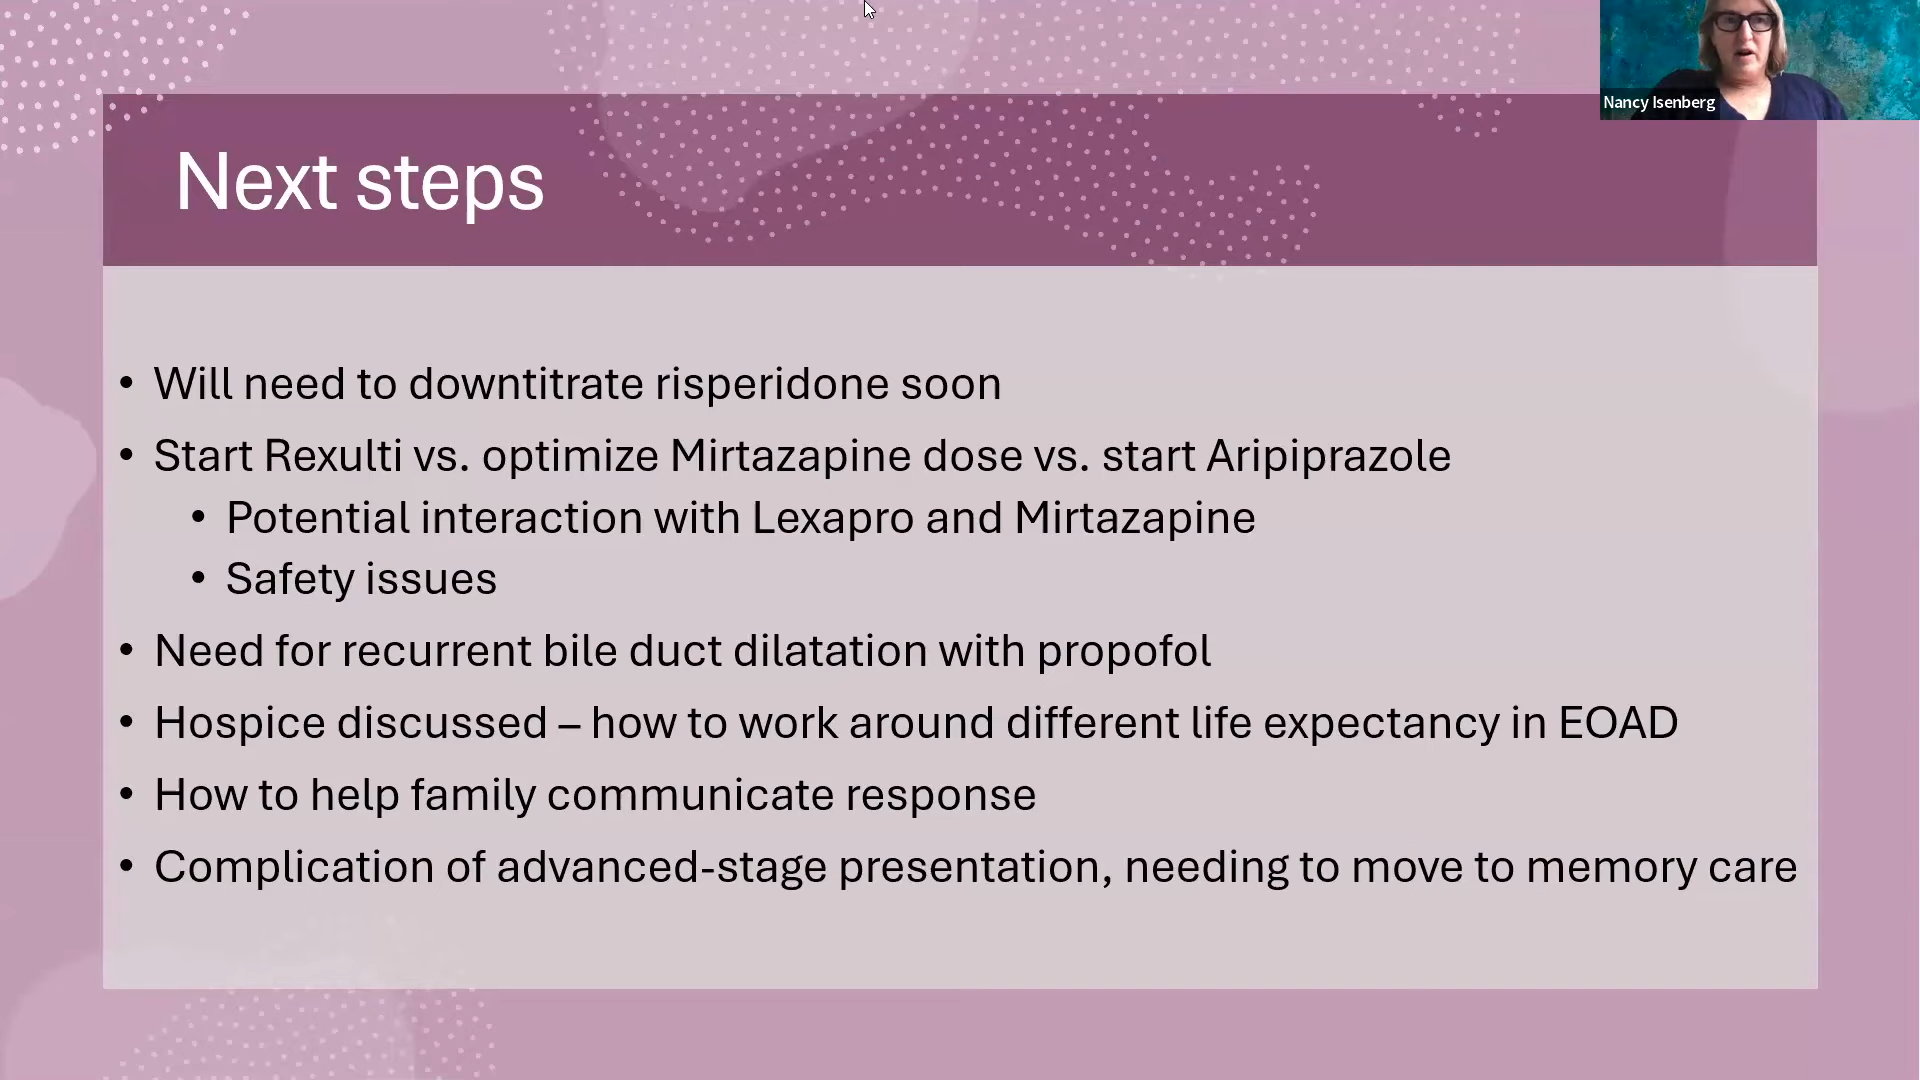 Nancy Isenberg
Next steps
• Will need to downtitrate risperidone soon
• Start Rexulti vs. optimize Mirtazapine dose vs. start Aripiprazole
• Potential interaction with Lexapro and Mirtazapine
• Safety issues
• Need for recurrent bile duct dilatation with propofol
• Hospice discussed – how to work around different life expectancy in EOAD
• How to help family communicate response
• Complication of advanced-stage presentation, needing to move to memory care